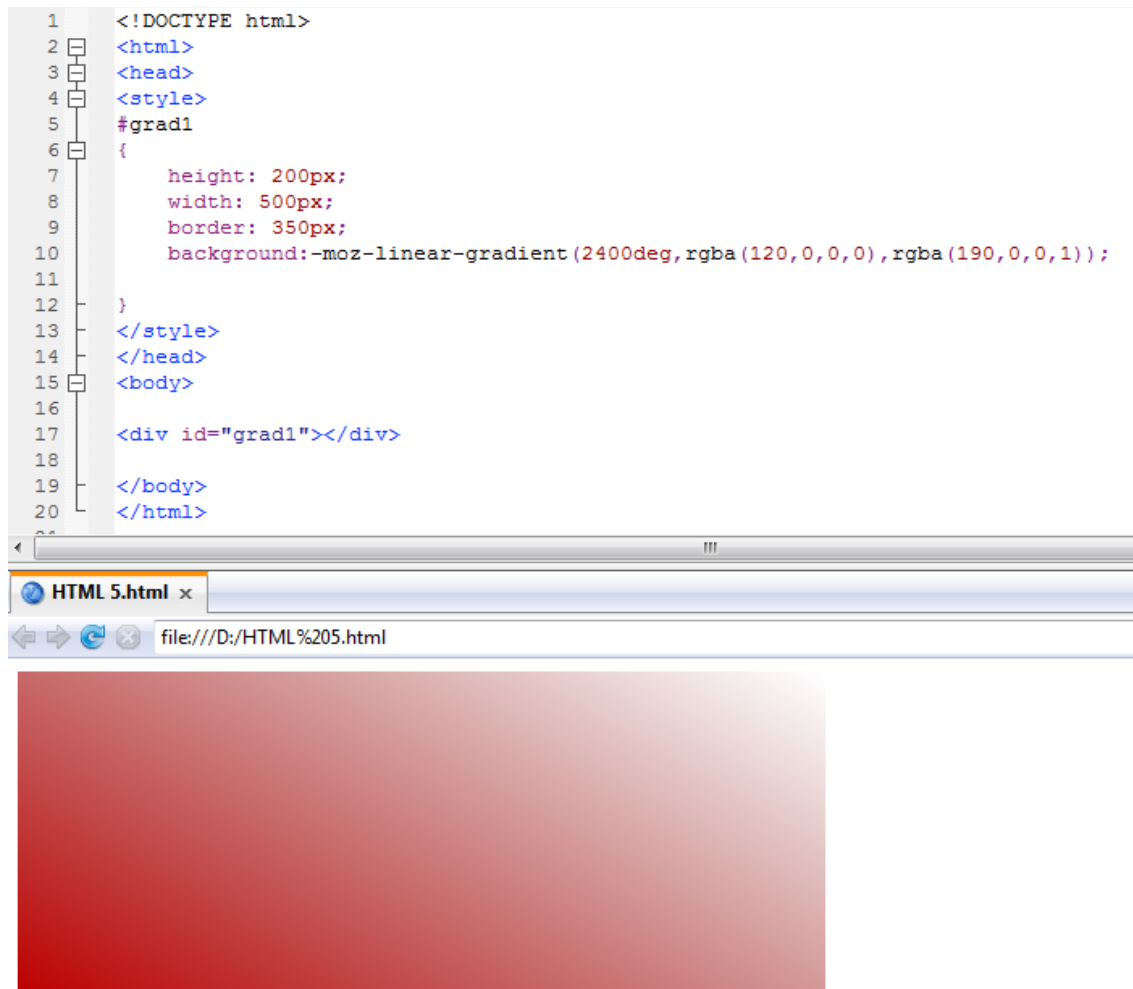 1 <!DOCTYPE html>
2 <html>
3 <head>
4 <style>
5 #grad1
6 {
7 height: 200px;
8 width: 500px;
9 border: 350px;
10 background:-moz-linear-gradient(2400deg,rgba(120,0,0,0),rgba(190,0,0,1));
11
12 }
13 </style>
14 </head>
15 <body>
16
17 <div id="grad1"></div>
18
19 </body>
20 </html>
HTML 5.html x
file:///D:/HTML%205.html